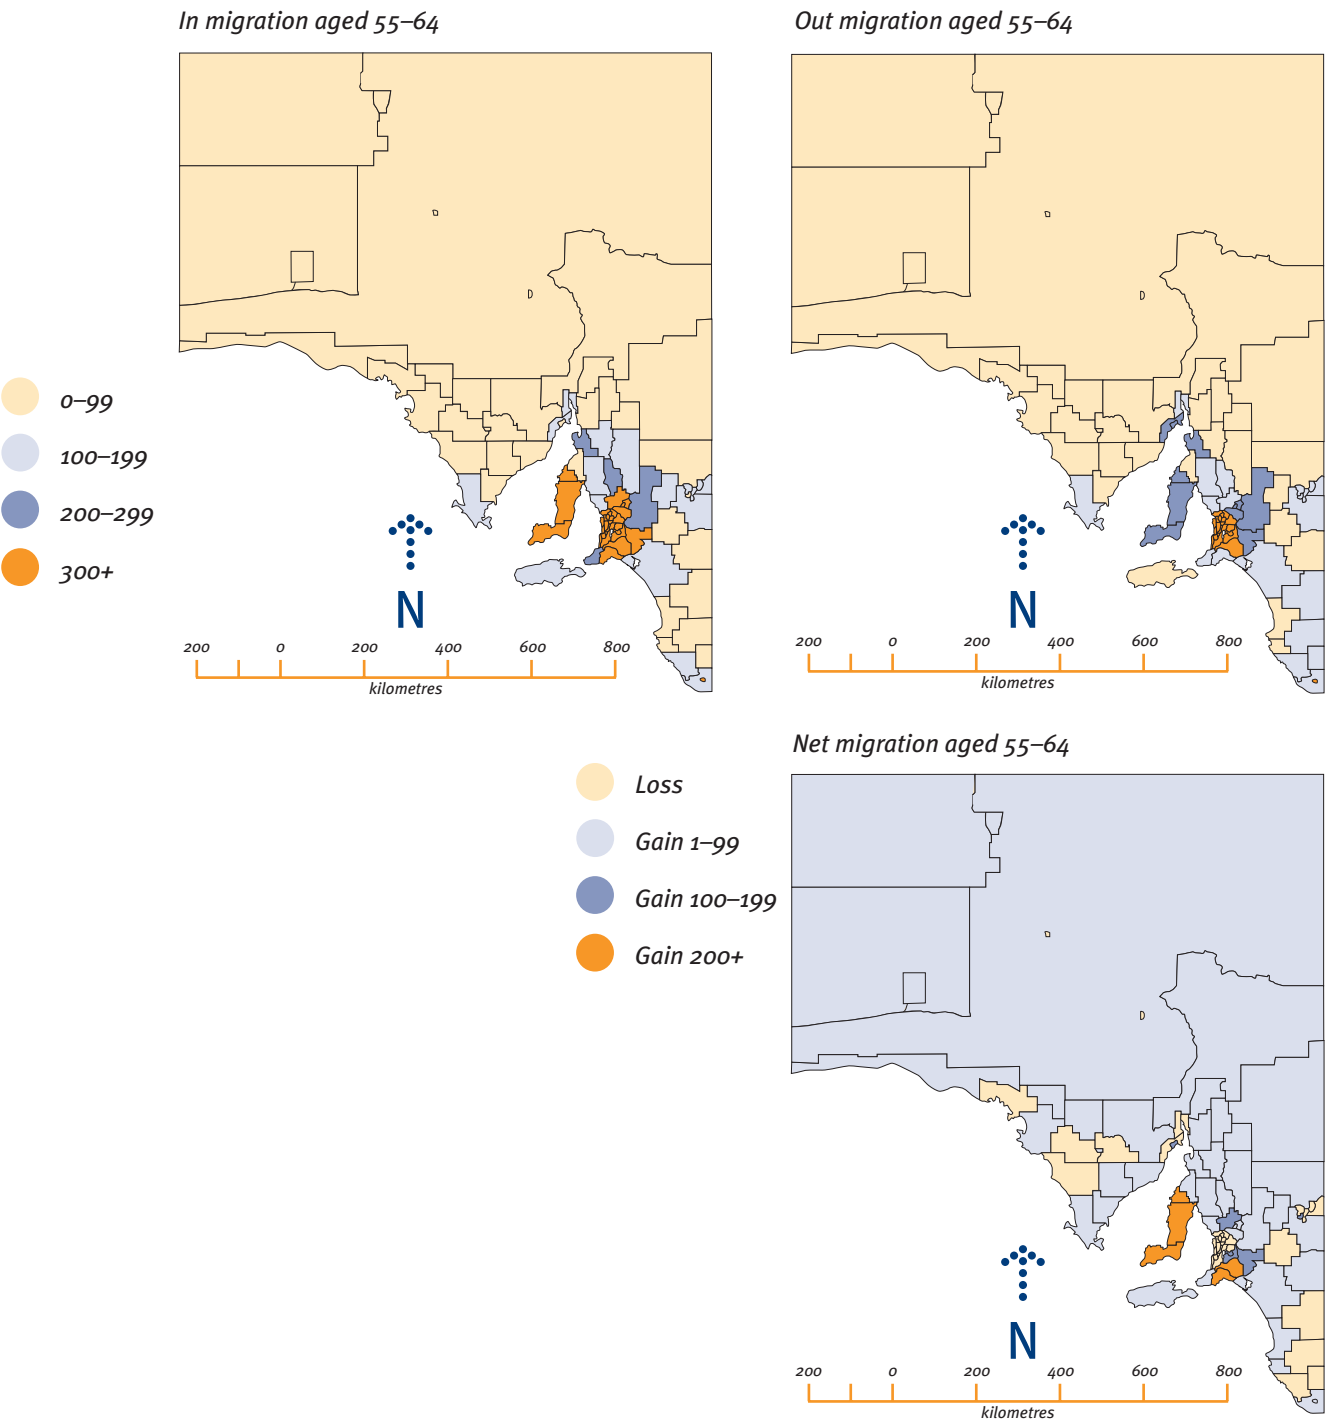 In migration aged 55–64
Out migration aged 55–64
0–99
100–199
200–299
300+
N
200 0 200 400 600 800
kilometres
N
200 0 200 400 600 800
kilometres
Net migration aged 55–64
Loss
Gain 1–99
Gain 100–199
Gain 200+
N
200 0 200 400 600 800
kilometres